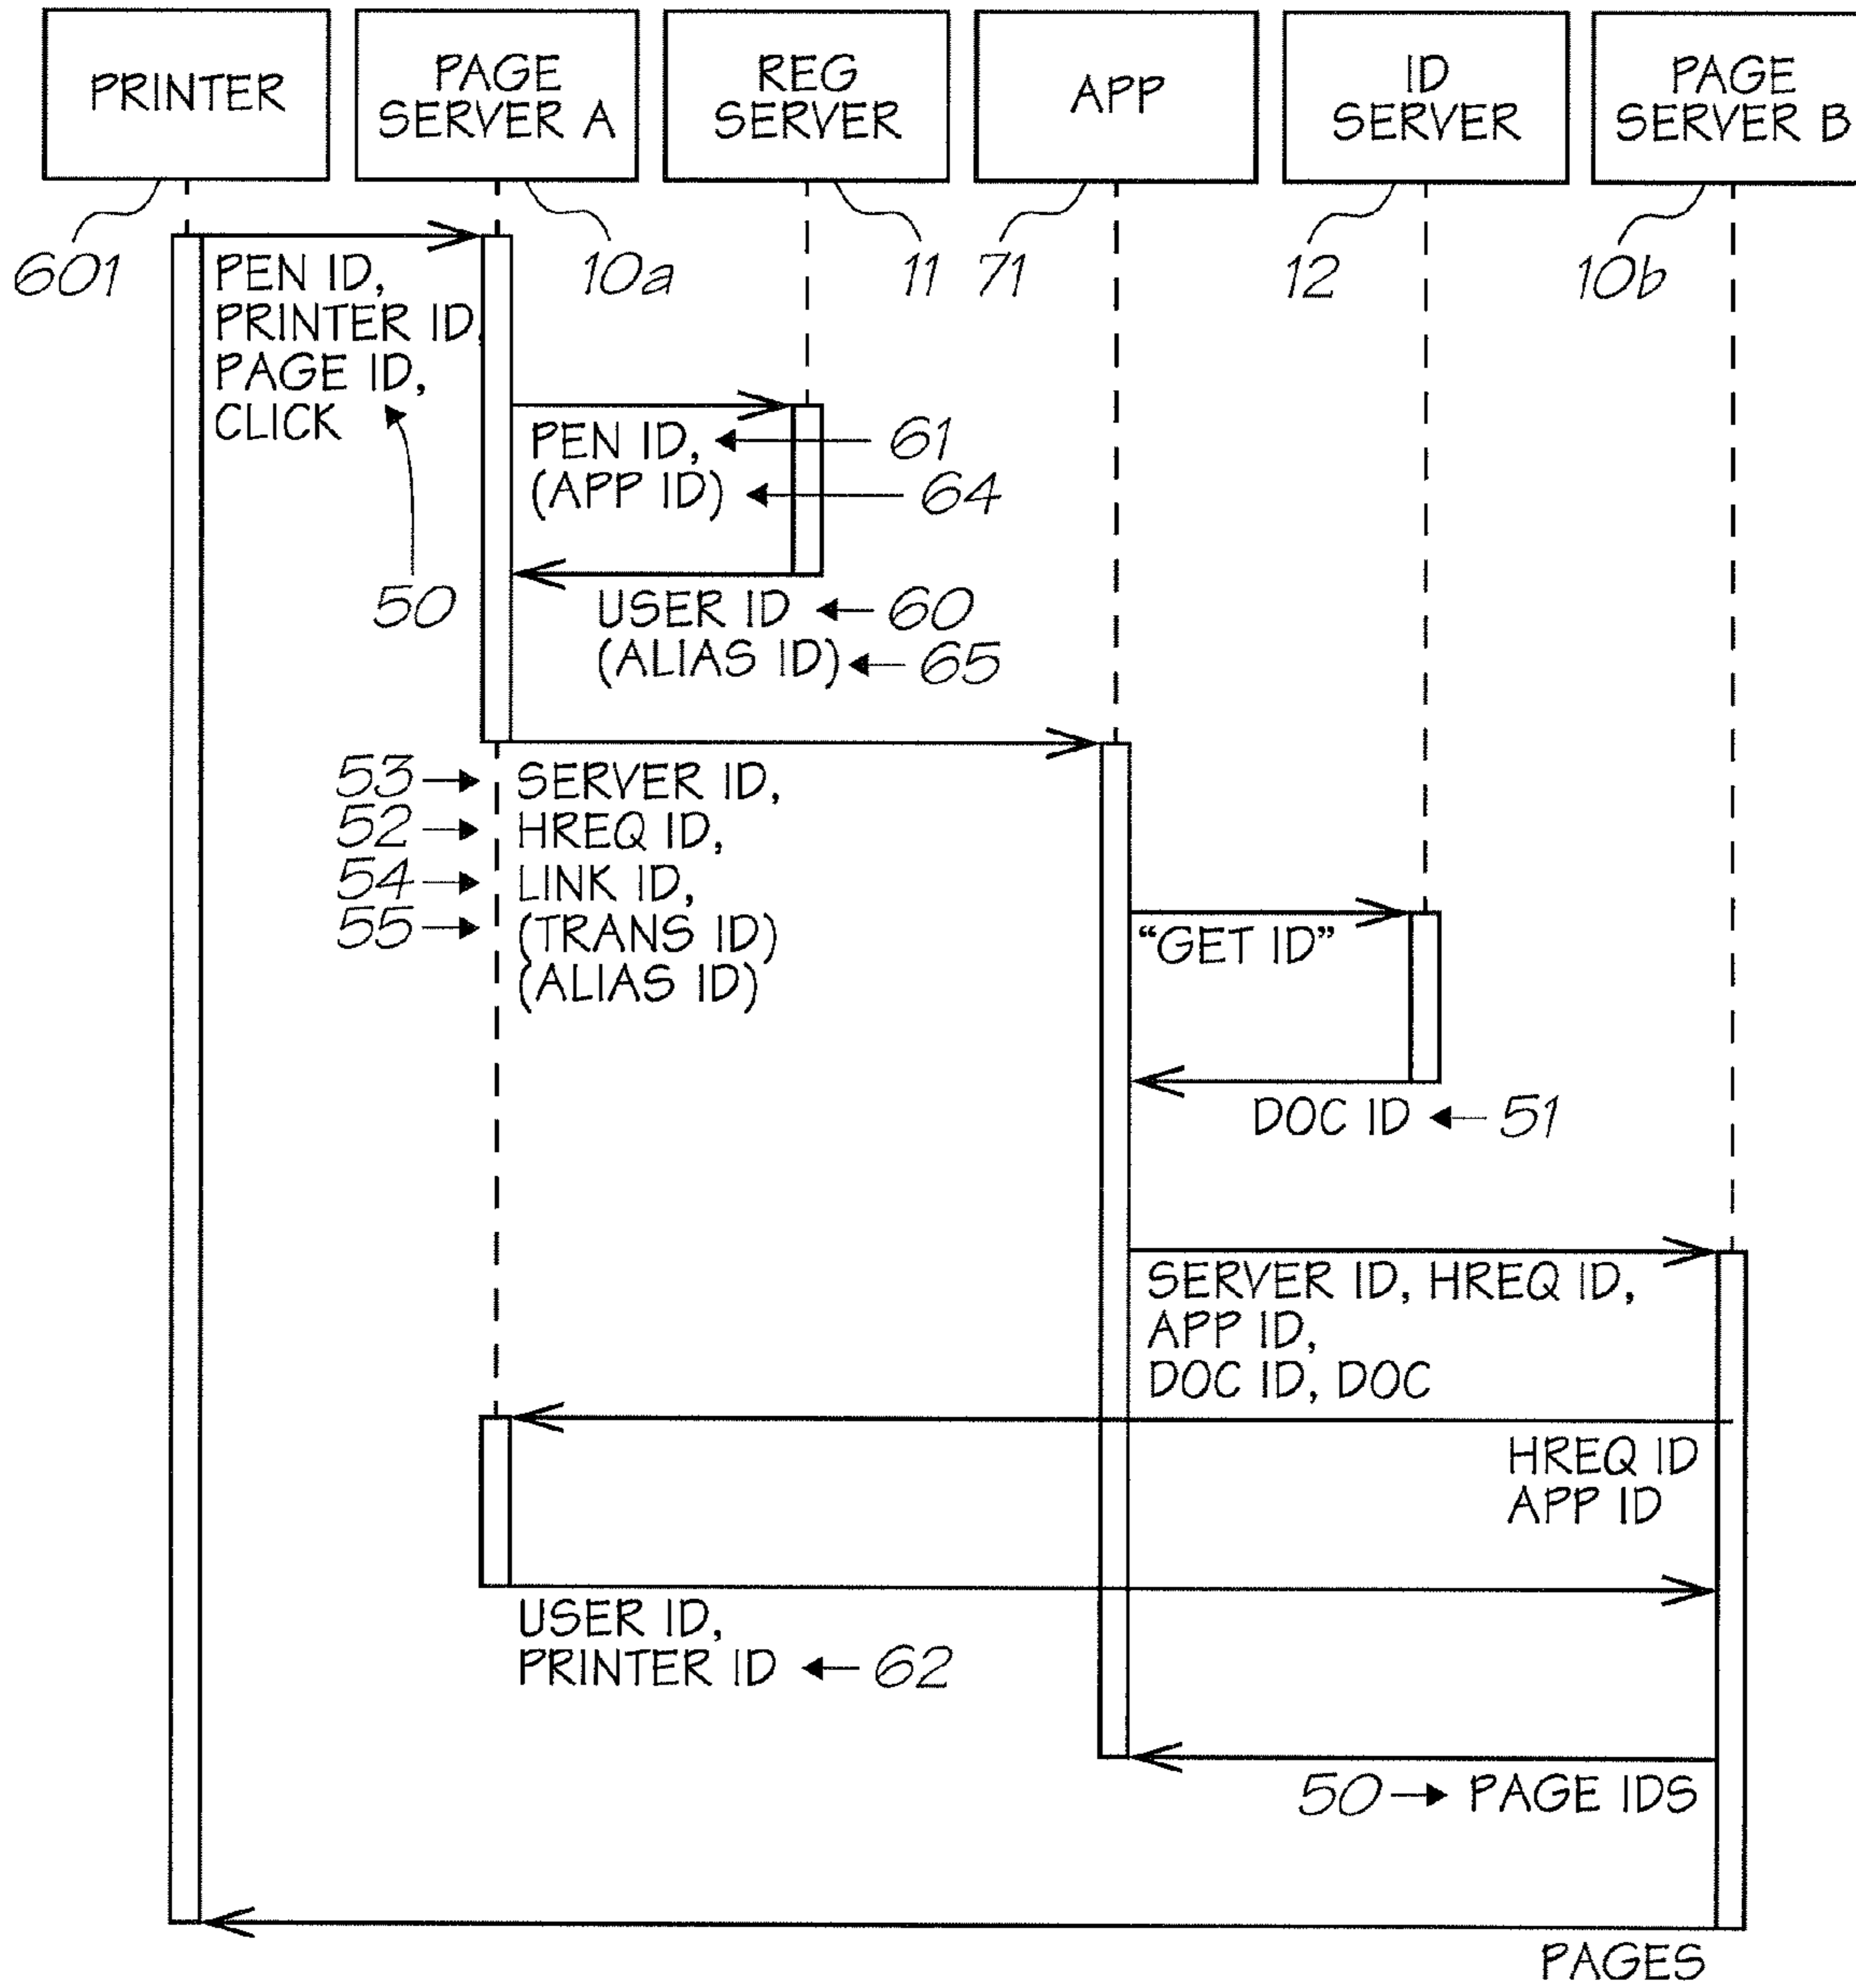 PRINTER
PAGE
SERVER A
REG
SERVER
APP
ID
SERVER
PAGE
SERVER B
601
10a
11
71
12
10b
PEN ID,
PRINTER ID,
PAGE ID,
CLICK
50
PEN ID,
61
(APP ID)
64
USER ID
60
(ALIAS ID)
65
53
SERVER ID,
52
HREQ ID,
54
LINK ID,
55
(TRANS ID)
(ALIAS ID)
“GET ID”
DOC ID
51
SERVER ID, HREQ ID,
APP ID,
DOC ID, DOC
HREQ ID
APP ID
USER ID,
PRINTER ID
62
50
PAGE IDS
PAGES